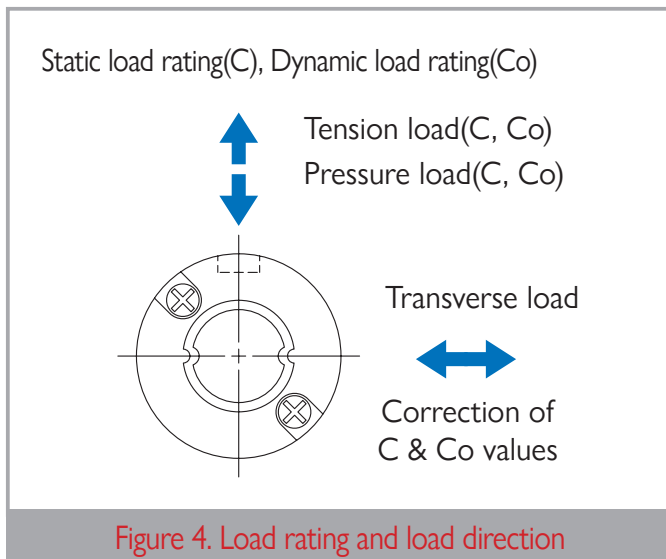 Static load rating(C), Dynamic load rating(Co)
Tension load(C, Co)
Pressure load(C, Co)
Transverse load
Correction of
C & Co values
Figure 4. Load rating and load direction